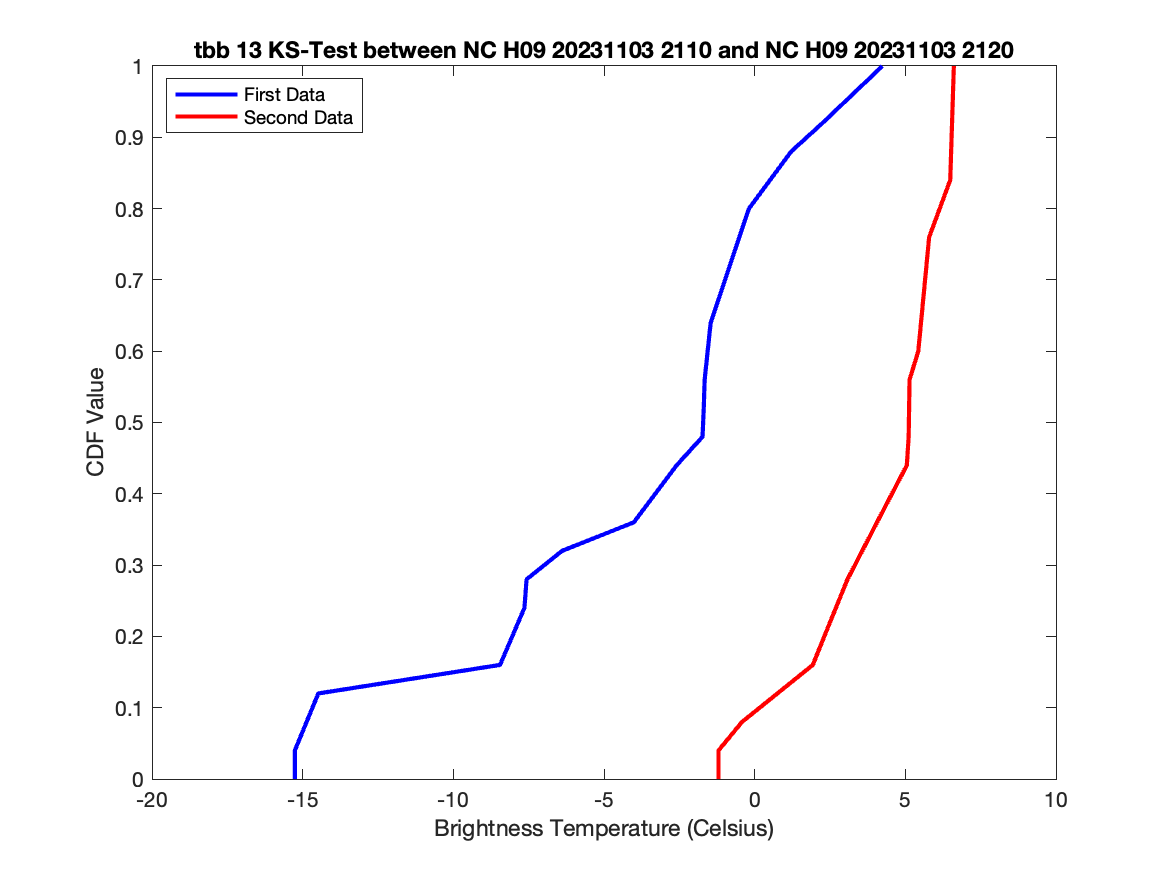 tbb 13 KS-Test between NC H09 20231103 2110 and NC H09 20231103 2120
First Data
Second Data
1
0.9
0.8
0.7
0.6
0.5
0.4
0.3
0.2
0.1
0
CDF Value
-20 -15 -10 -5 0 5 10
Brightness Temperature (Celsius)